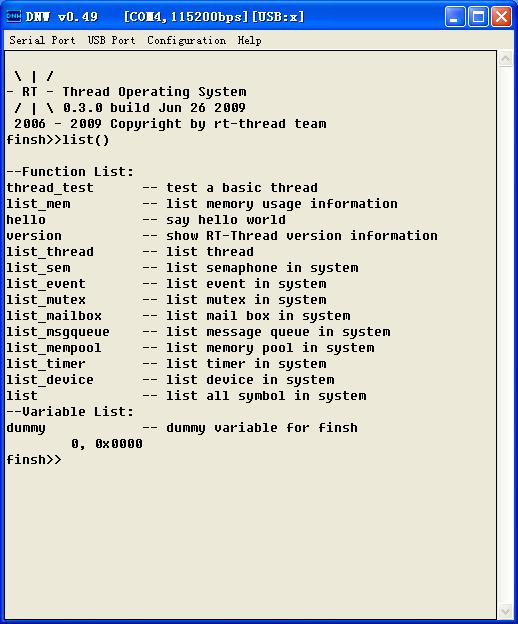 DNW v0.49   [COM4,115200bps][USB:x]
Serial Port  USB Port  Configuration  Help
 \ | /
- RT - Thread Operating System
 / | \ 0.3.0 build Jun 26 2009
 2006 - 2009 Copyright by rt-thread team
finsh>>list()
--Function List:
thread_test      -- test a basic thread
list_mem         -- list memory usage information
hello            -- say hello world
version          -- show RT-Thread version information
list_thread      -- list thread
list_sem         -- list semaphone in system
list_event       -- list event in system
list_mutex       -- list mutex in system
list_mailbox     -- list mail box in system
list_msgqueue    -- list message queue in system
list_mempool     -- list memory pool in system
list_timer       -- list timer in system
list_device      -- list device in system
list             -- list all symbol in system
--Variable List:
dummy            -- dummy variable for finsh
        0, 0x0000
finsh>>